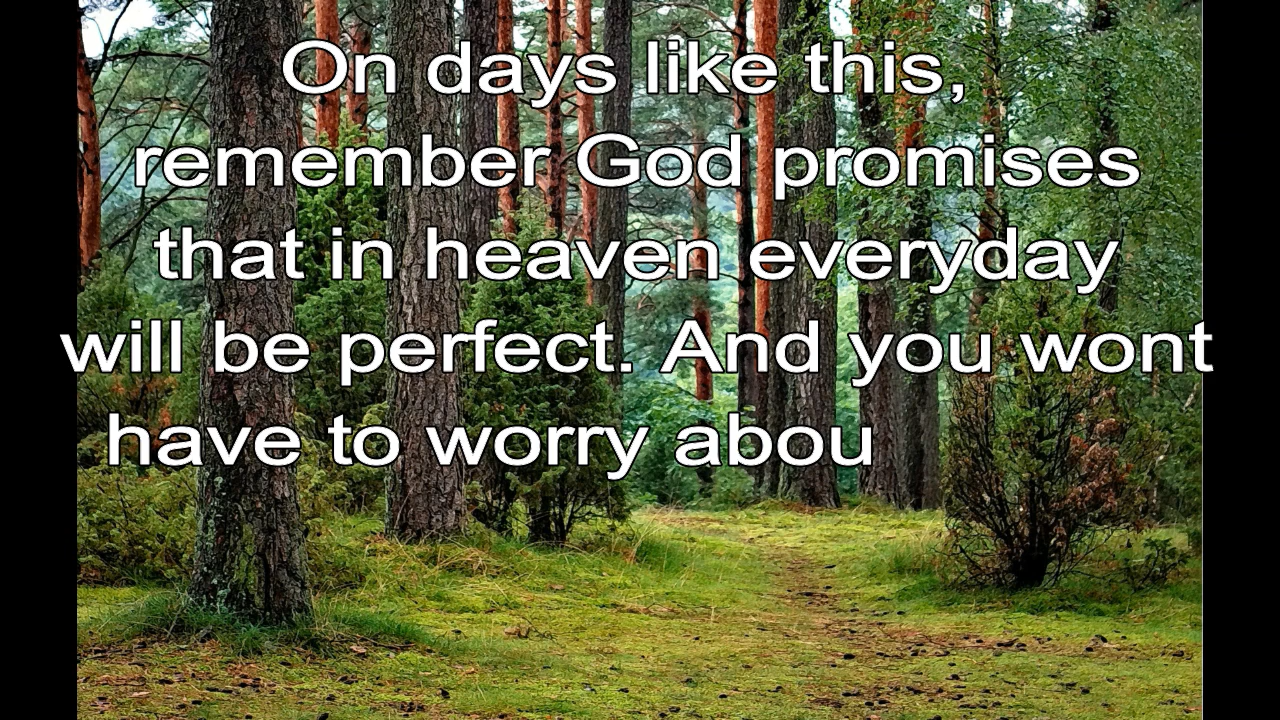 On days like this,
remember God promises
that in heaven everyday
will be perfect. And you wont
have to worry abou